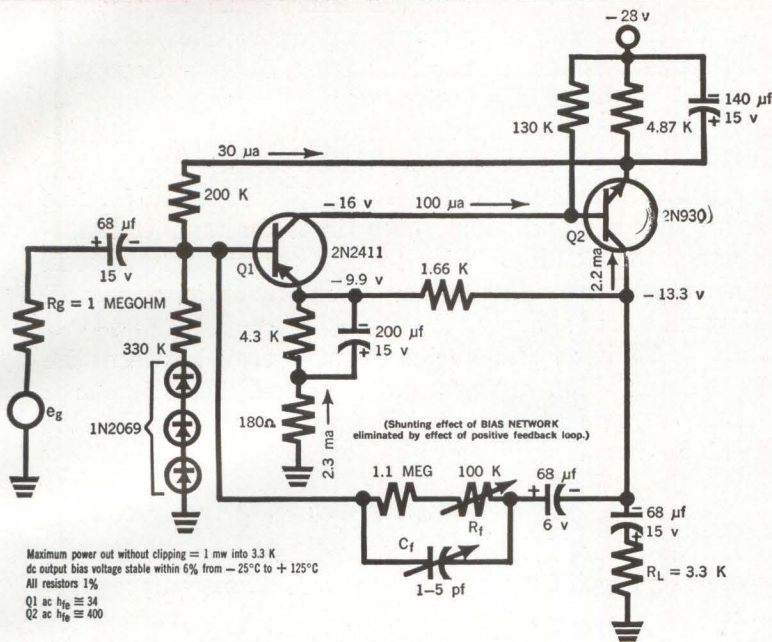 − 28 v
140 µf
15 v
130 K
4.87 K
30 µa
200 K
− 16 v
100 µa
2N930)
Q2
68 µf
15 v
Q1
2N2411
2.2 ma
− 9.9 v
1.66 K
− 13.3 v
Rg = 1 MEGOHM
4.3 K
200 µf
15 v
330 K
1N2069
eg
180Ω
2.3 ma
(Shunting effect of BIAS NETWORK
eliminated by effect of positive feedback loop.)
1.1 MEG
100 K
Rf
68 µf
6 v
Cf
1–5 pf
68 µf
15 v
RL = 3.3 K
Maximum power out without clipping = 1 mw into 3.3 K
dc output bias voltage stable within 6% from − 25°C to + 125°C
All resistors 1%
Q1 ac hfe ≅ 34
Q2 ac hfe ≅ 400